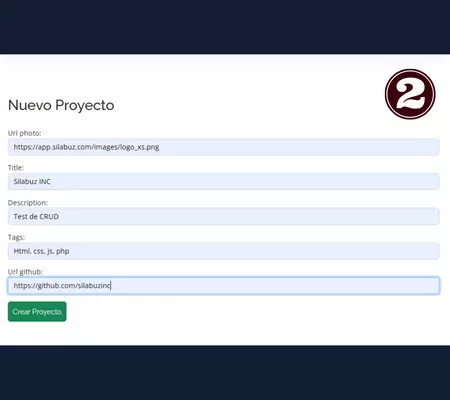 2
Nuevo Proyecto
Url photo:
https://app.silabuz.com/images/logo_xs.png
Title:
Silabuz INC
Description:
Test de CRUD
Tags:
Html, css, js, php
Url github:
https://github.com/silabuzinc
Crear Proyecto